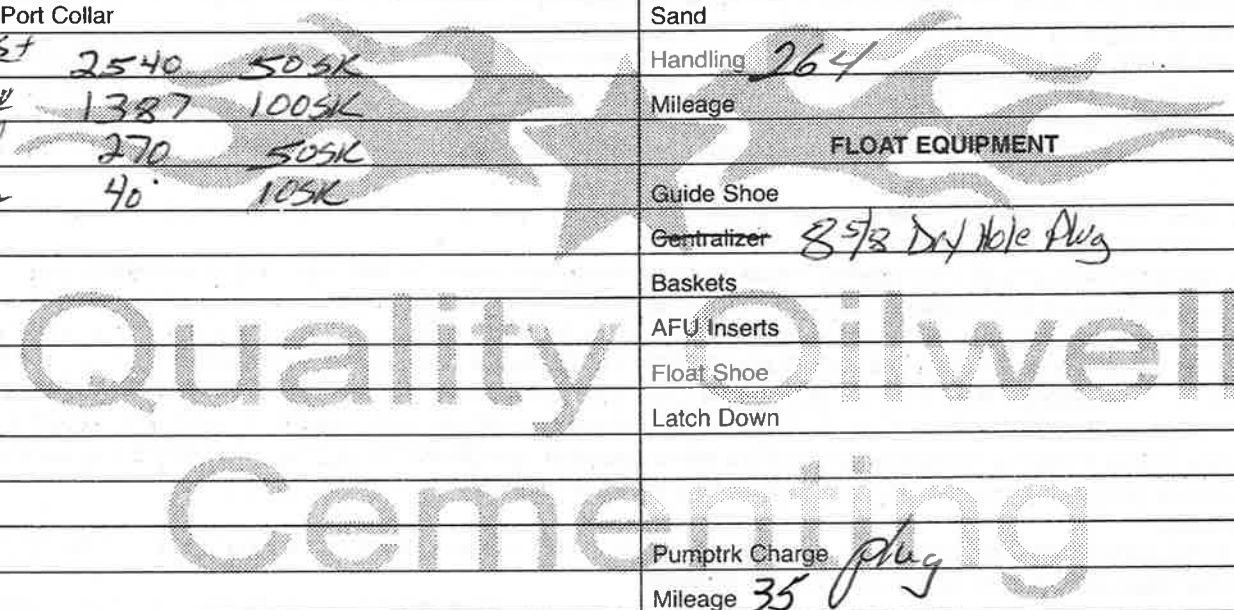 Port Collar
st 2540 50SK
1387 100SK
270 50SK
40' 10SK
Sand
Handling 264
Mileage
FLOAT EQUIPMENT
Guide Shoe
Centralizer 8 5/8 Dry Hole Plug
Baskets
AFU Inserts
Float Shoe
Latch Down
Pumptrk Charge plug
Mileage 35
Quality Oilwell
Cementing